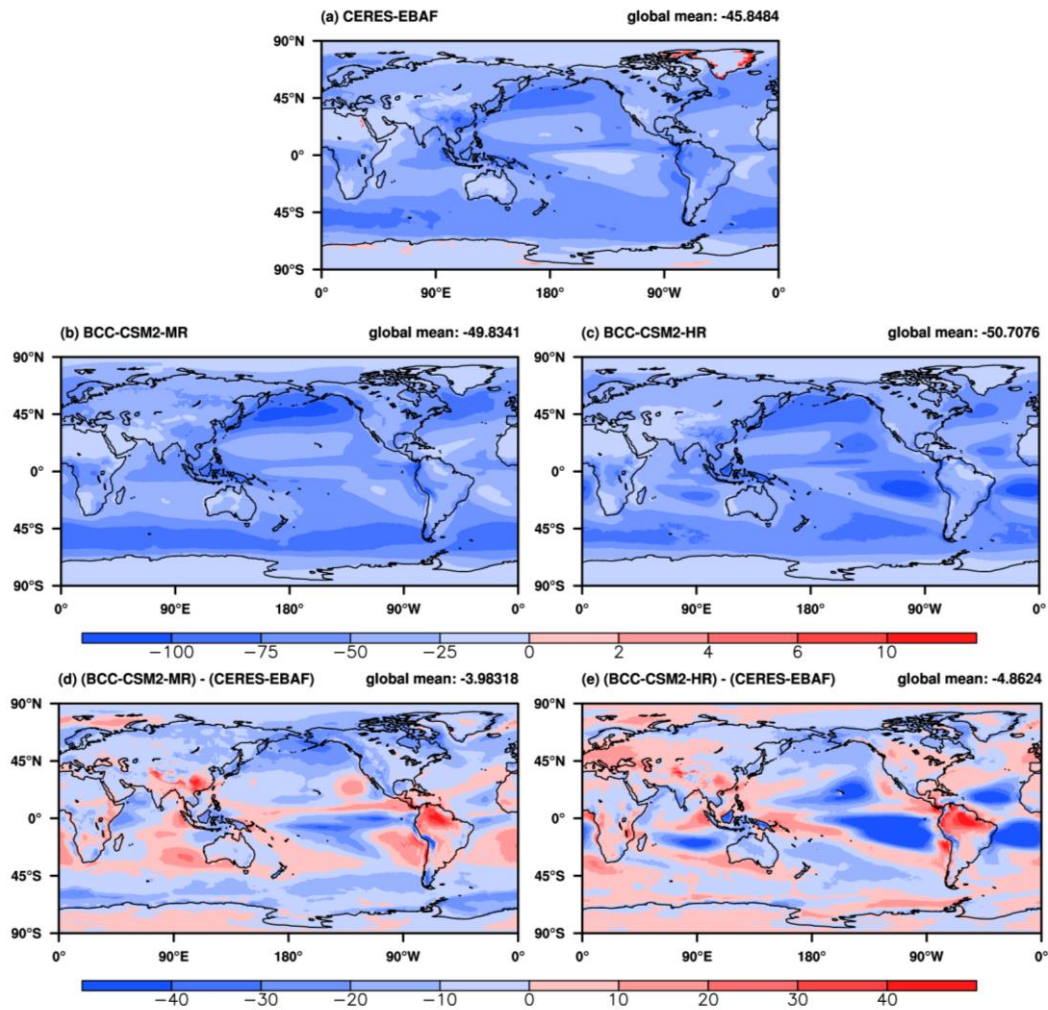 (a) CERES-EBAF global mean: -45.8484
90°N
45°N
0°
45°S
90°S
0° 90°E 180° 90°W 0°
(b) BCC-CSM2-MR global mean: -49.8341
90°N
45°N
0°
45°S
90°S
0° 90°E 180° 90°W 0°
(c) BCC-CSM2-HR global mean: -50.7076
90°N
45°N
0°
45°S
90°S
0° 90°E 180° 90°W 0°
−100 −75 −50 −25 0 2 4 6 10
(d) (BCC-CSM2-MR) - (CERES-EBAF) global mean: -3.98318
90°N
45°N
0°
45°S
90°S
0° 90°E 180° 90°W 0°
(e) (BCC-CSM2-HR) - (CERES-EBAF) global mean: -4.8624
90°N
45°N
0°
45°S
90°S
0° 90°E 180° 90°W 0°
−40 −30 −20 −10 0 10 20 30 40